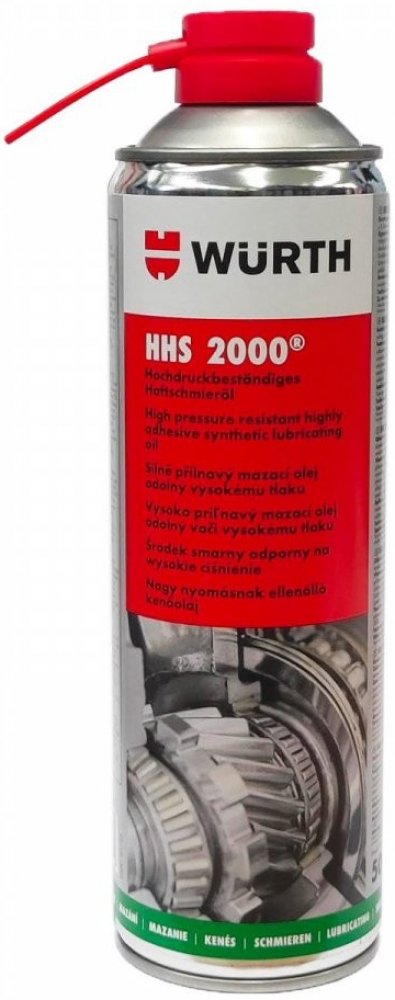 WÜRTH
HHS 2000®
Hochdruckbeständiges
Haftschmieröl
High pressure resistant highly
adhesive synthetic lubricating
oil
Silně přilnavý mazací olej
odolný vysokému tlaku
Vysoko priľnavý mazací olej
odolný voči vysokému tlaku
Środek smarny odporny na
wysokie ciśnienie
Nagy nyomásnak ellenálló
kenőolaj
MAZÁNÍ | MAZANIE | KENÉS | SCHMIEREN | LUBRICATING